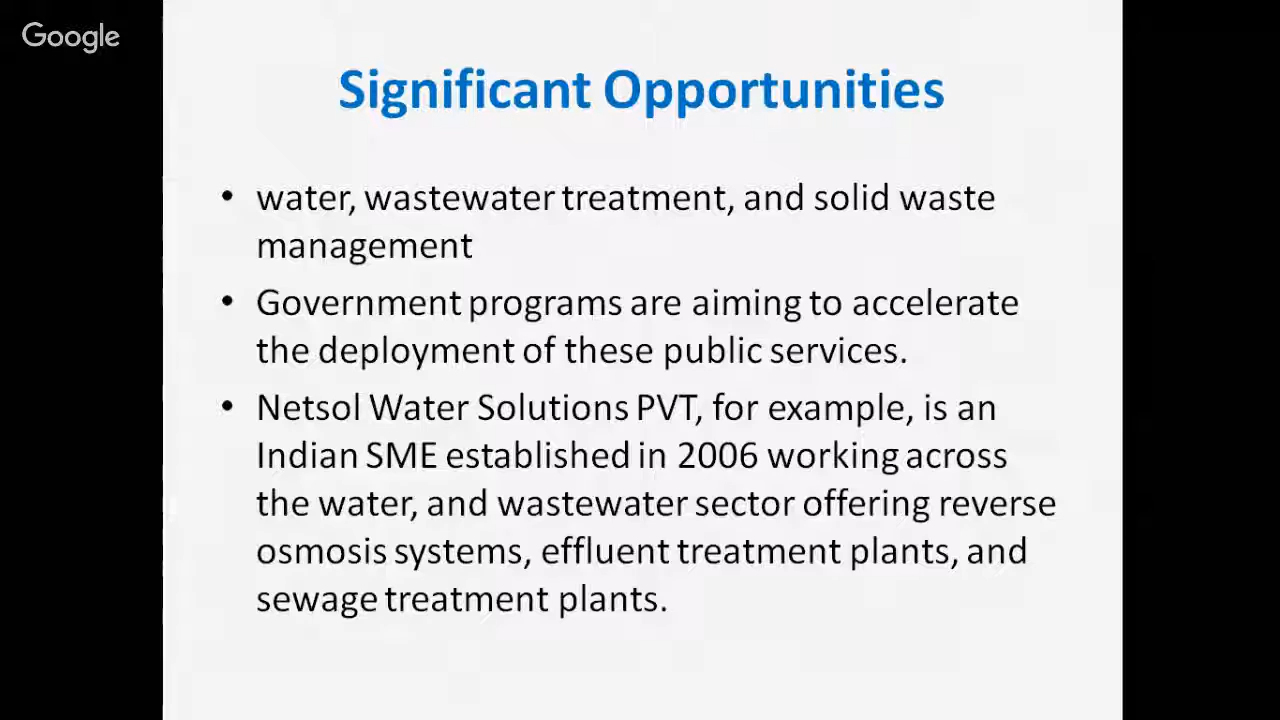 Google
Significant Opportunities
• water, wastewater treatment, and solid waste
management
• Government programs are aiming to accelerate
the deployment of these public services.
• Netsol Water Solutions PVT, for example, is an
Indian SME established in 2006 working across
the water, and wastewater sector offering reverse
osmosis systems, effluent treatment plants, and
sewage treatment plants.